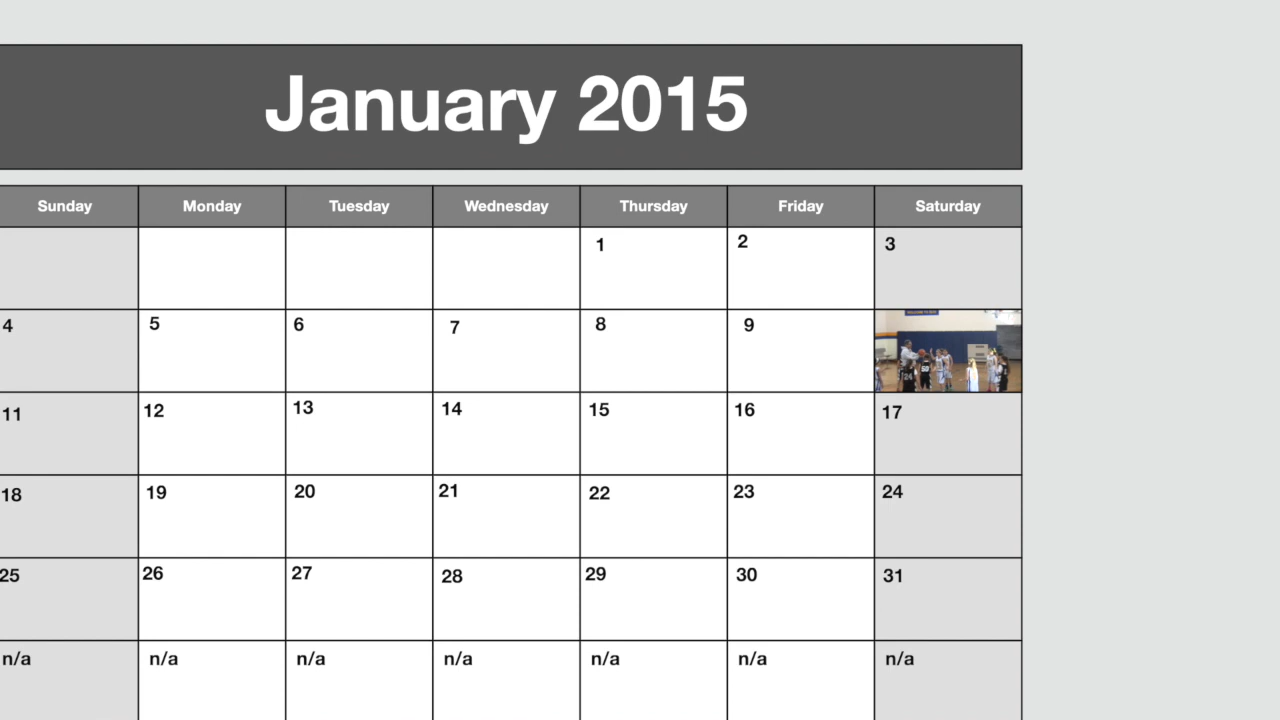 January 2015
Sunday Monday Tuesday Wednesday Thursday Friday Saturday
1 2 3
4 5 6 7 8 9
11 12 13 14 15 16 17
18 19 20 21 22 23 24
25 26 27 28 29 30 31
n/a n/a n/a n/a n/a n/a n/a